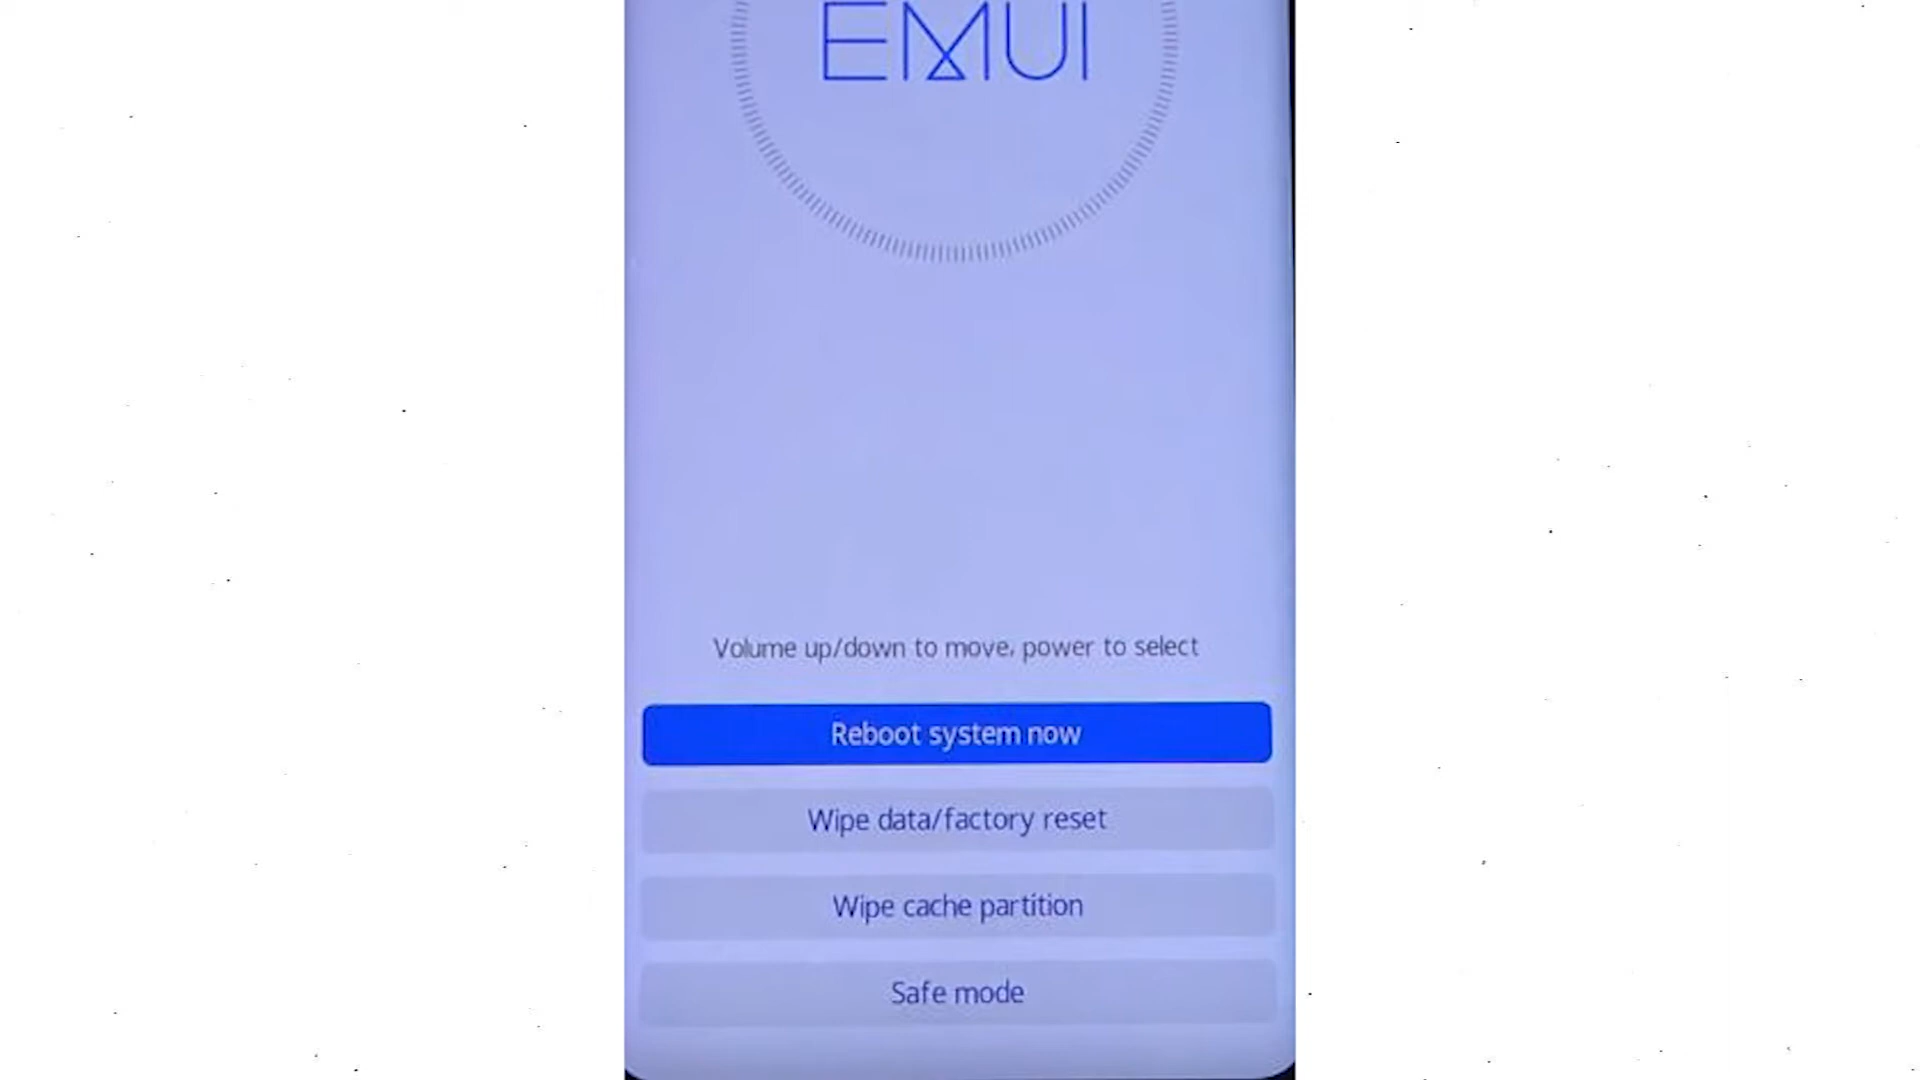 EMUI
Volume up/down to move, power to select
Reboot system now
Wipe data/factory reset
Wipe cache partition
Safe mode